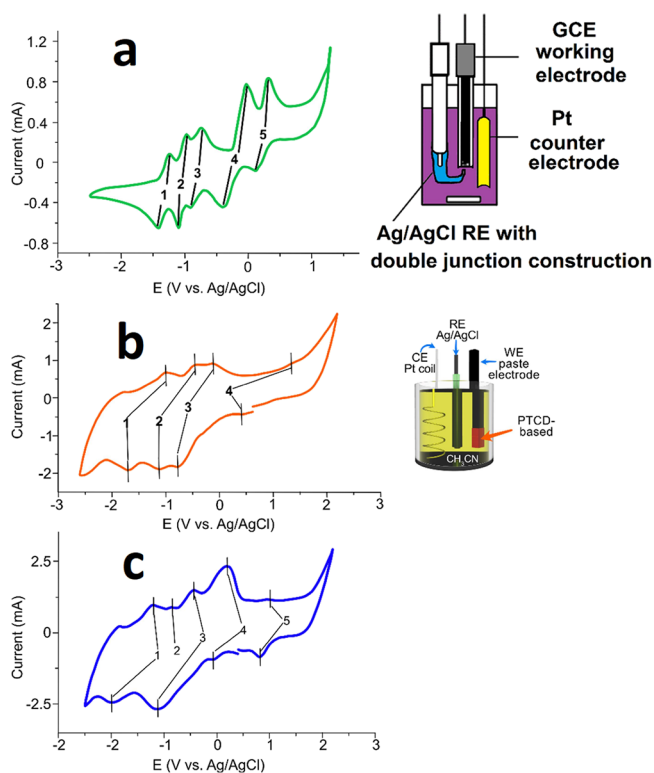 a
1.2
0.8
0.4
0
-0.4
-0.8
Current (mA)
1
2
3
4
5
-3 -2 -1 0 1
E (V vs. Ag/AgCl)
GCE
working
electrode
Pt
counter
electrode
Ag/AgCl RE with
double junction construction
b
2
1
0
-1
-2
Current (mA)
1
2
3
4
-3 -2 -1 0 1 2 3
E (V vs. Ag/AgCl)
RE
Ag/AgCl
CE
Pt coil
WE
paste
electrode
PTCD-
based
CH3CN
c
2.5
0.0
-2.5
Current (mA)
1
2
3
4
5
-2 -2 -1 0 1 2 3
E (V vs. Ag/AgCl)